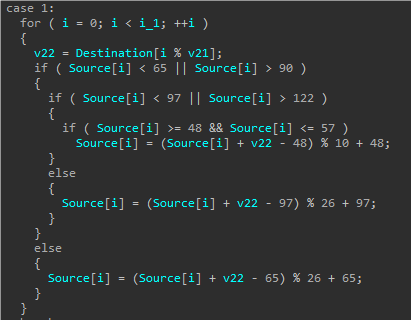 case 1:
for ( i = 0; i < i_1; ++i )
{
v22 = Destination[i % v21];
if ( Source[i] < 65 || Source[i] > 90 )
{
if ( Source[i] < 97 || Source[i] > 122 )
{
if ( Source[i] >= 48 && Source[i] <= 57 )
Source[i] = (Source[i] + v22 - 48) % 10 + 48;
}
else
{
Source[i] = (Source[i] + v22 - 97) % 26 + 97;
}
}
else
{
Source[i] = (Source[i] + v22 - 65) % 26 + 65;
}
}